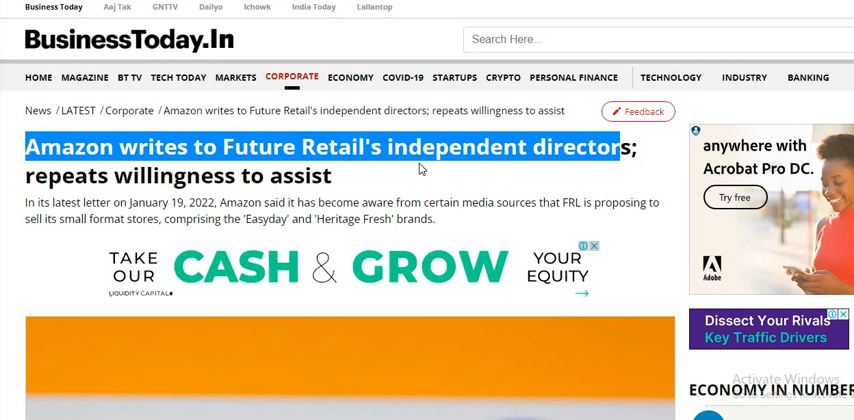 Business Today Aaj Tak GNTTV Dailyo Ichowk India Today Lallantop
BusinessToday.In
Search Here...
HOME MAGAZINE BT TV TECH TODAY MARKETS CORPORATE ECONOMY COVID-19 STARTUPS CRYPTO PERSONAL FINANCE TECHNOLOGY INDUSTRY BANKING
News / LATEST / Corporate / Amazon writes to Future Retail's independent directors; repeats willingness to assist
Feedback
Amazon writes to Future Retail's independent directors;
repeats willingness to assist
In its latest letter on January 19, 2022, Amazon said it has become aware from certain media sources that FRL is proposing to
sell its small format stores, comprising the 'Easyday' and 'Heritage Fresh' brands.
TAKE OUR CASH & GROW YOUR EQUITY
LIQUIDITY CAPITAL
anywhere with
Acrobat Pro DC.
Try free
Adobe
Dissect Your Rivals
Key Traffic Drivers
Activate Windows
ECONOMY IN NUMBER